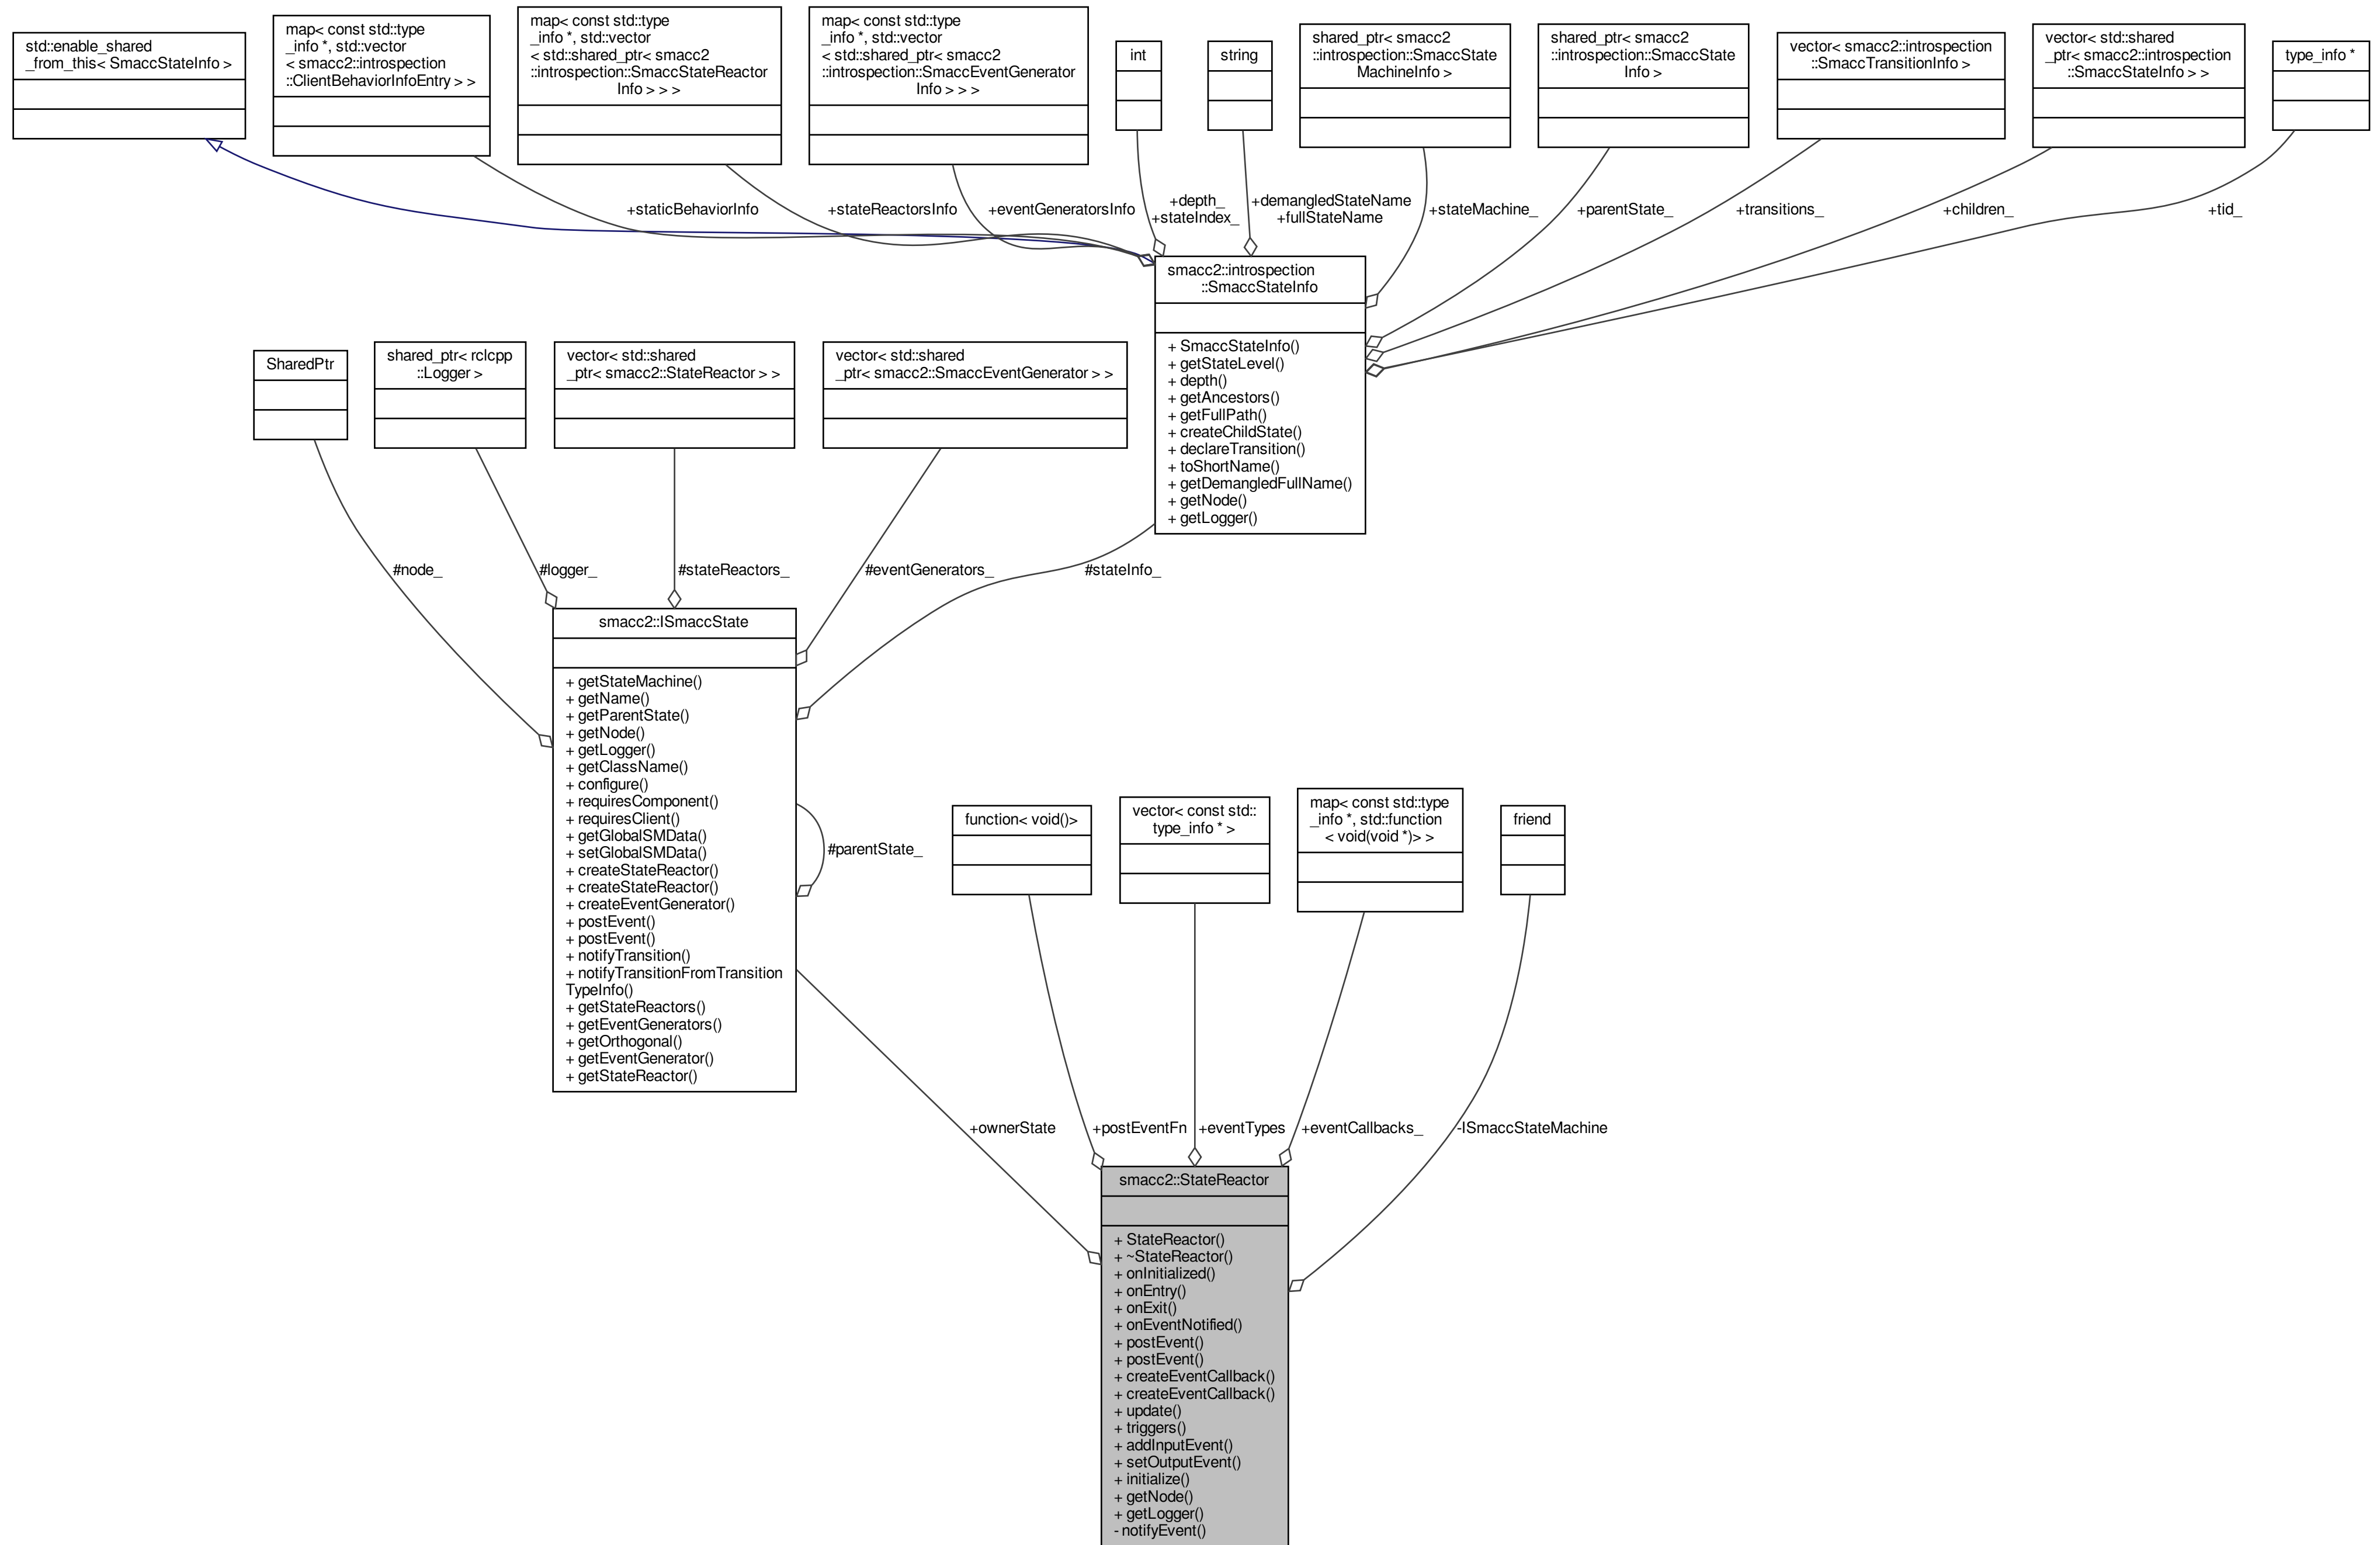 std::enable_shared
_from_this< SmaccStateInfo >
map< const std::type
_info *, std::vector
< smacc2::introspection
::ClientBehaviorInfoEntry > >
map< const std::type
_info *, std::vector
< std::shared_ptr< smacc2
::introspection::SmaccStateReactor
Info > > >
map< const std::type
_info *, std::vector
< std::shared_ptr< smacc2
::introspection::SmaccEventGenerator
Info > > >
int
string
shared_ptr< smacc2
::introspection::SmaccState
MachineInfo >
shared_ptr< smacc2
::introspection::SmaccState
Info >
vector< smacc2::introspection
::SmaccTransitionInfo >
vector< std::shared
_ptr< smacc2::introspection
::SmaccStateInfo > >
type_info *
+staticBehaviorInfo
+stateReactorsInfo
+eventGeneratorsInfo
+depth_
+stateIndex_
+demangledStateName
+fullStateName
+stateMachine_
+parentState_
+transitions_
+children_
+tid_
smacc2::introspection
::SmaccStateInfo
+ SmaccStateInfo()
+ getStateLevel()
+ depth()
+ getAncestors()
+ getFullPath()
+ createChildState()
+ declareTransition()
+ toShortName()
+ getDemangledFullName()
+ getNode()
+ getLogger()
SharedPtr
shared_ptr< rclcpp
::Logger >
vector< std::shared
_ptr< smacc2::StateReactor > >
vector< std::shared
_ptr< smacc2::SmaccEventGenerator > >
#node_
#logger_
#stateReactors_
#eventGenerators_
#stateInfo_
smacc2::ISmaccState
+ getStateMachine()
+ getName()
+ getParentState()
+ getNode()
+ getLogger()
+ getClassName()
+ configure()
+ requiresComponent()
+ requiresClient()
+ getGlobalSMData()
+ setGlobalSMData()
+ createStateReactor()
+ createStateReactor()
+ createEventGenerator()
+ postEvent()
+ postEvent()
+ notifyTransition()
+ notifyTransitionFromTransition
TypeInfo()
+ getStateReactors()
+ getEventGenerators()
+ getOrthogonal()
+ getEventGenerator()
+ getStateReactor()
#parentState_
function< void()>
vector< const std::
type_info * >
map< const std::type
_info *, std::function
< void(void *)> >
friend
+ownerState
+postEventFn
+eventTypes
+eventCallbacks_
-ISmaccStateMachine
smacc2::StateReactor
+ StateReactor()
+ ~StateReactor()
+ onInitialized()
+ onEntry()
+ onExit()
+ onEventNotified()
+ postEvent()
+ postEvent()
+ createEventCallback()
+ createEventCallback()
+ update()
+ triggers()
+ addInputEvent()
+ setOutputEvent()
+ initialize()
+ getNode()
+ getLogger()
- notifyEvent()